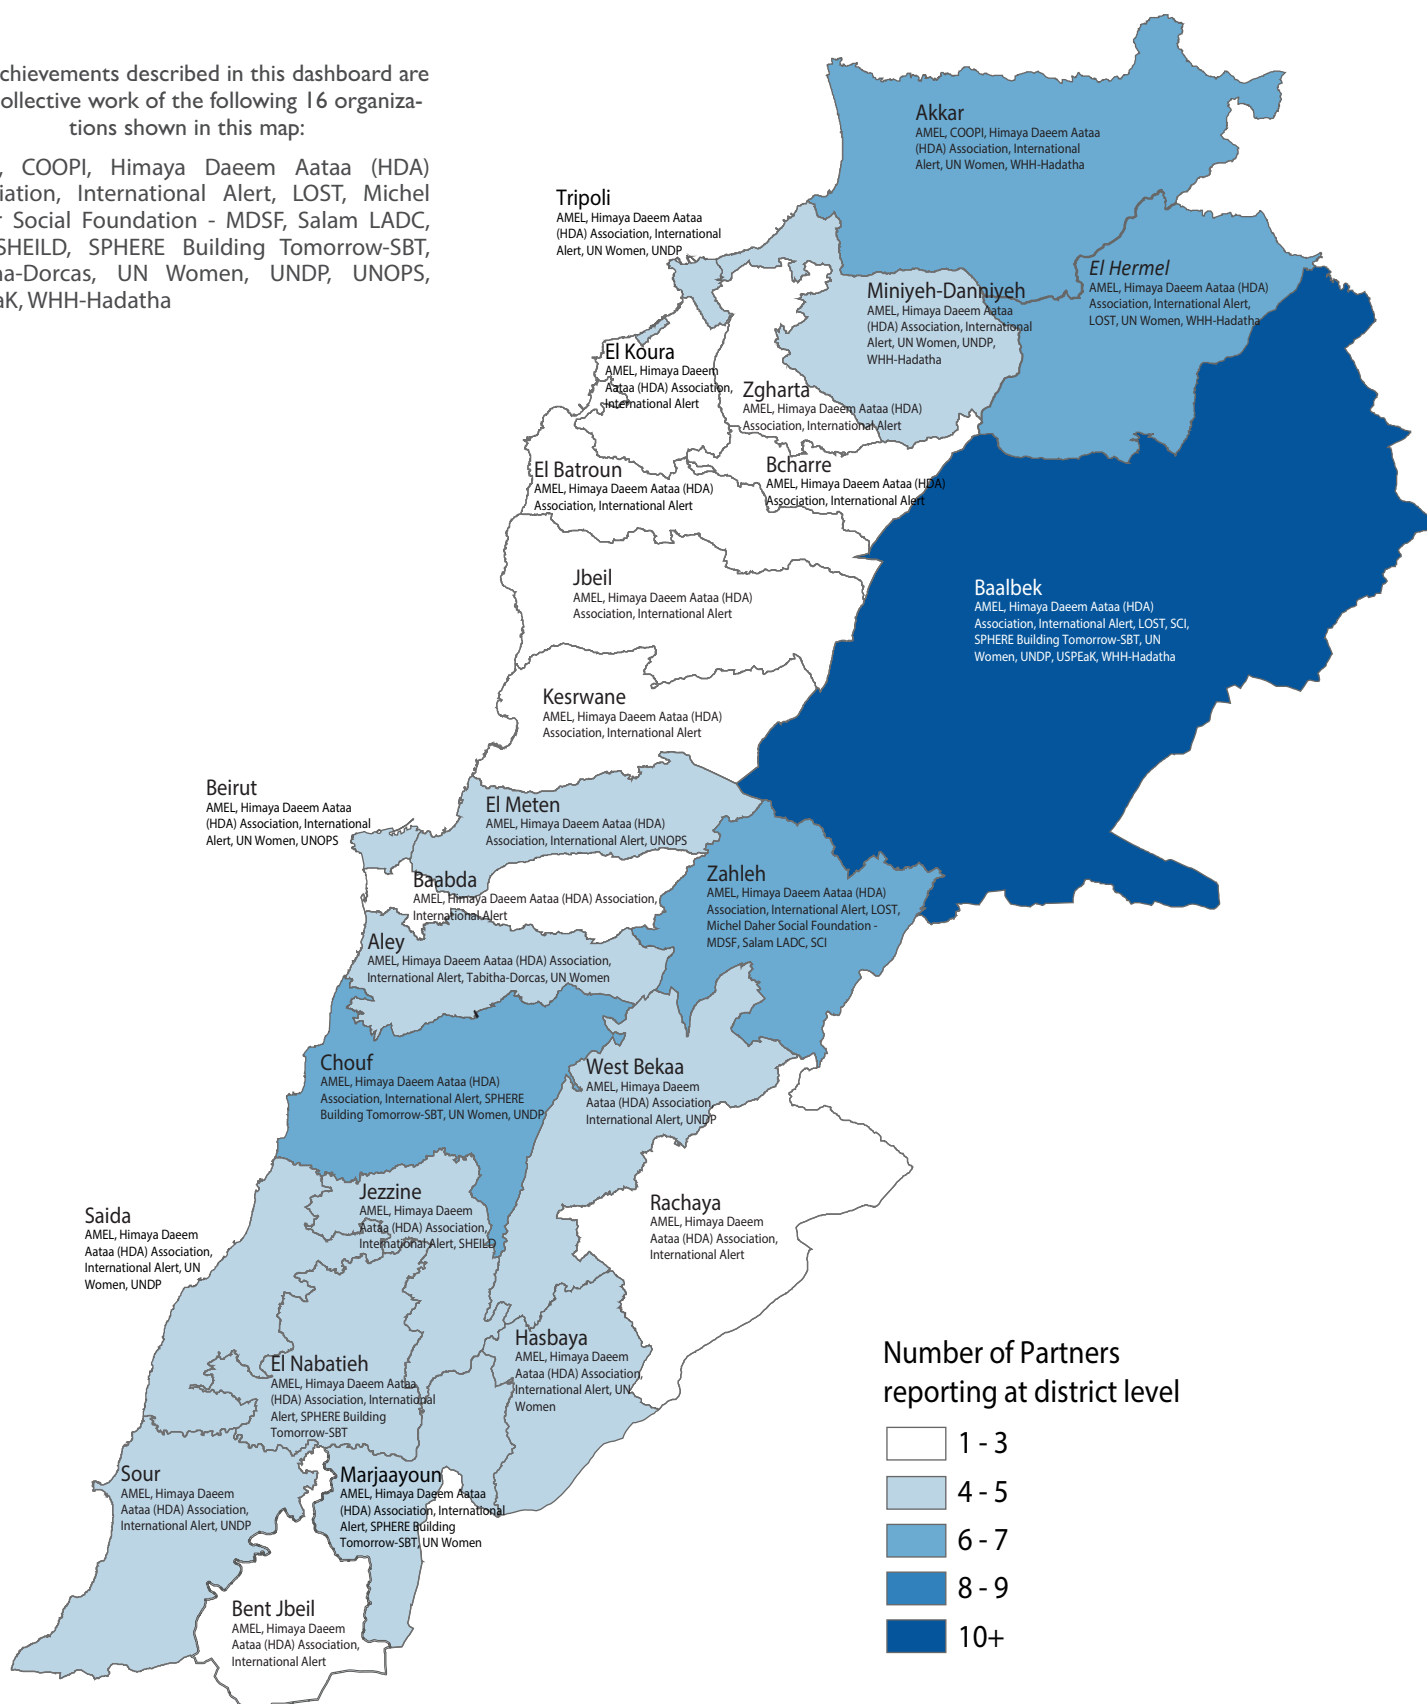 chievements described in this dashboard are
ollective work of the following 16 organiza-
tions shown in this map:
, COOPI, Himaya Daeem Aataa (HDA)
iation, International Alert, LOST, Michel
r Social Foundation - MDSF, Salam LADC,
SHEILD, SPHERE Building Tomorrow-SBT,
na-Dorcas, UN Women, UNDP, UNOPS,
aK, WHH-Hadatha
Akkar
AMEL, COOPI, Himaya Daeem Aataa
(HDA) Association, International
Alert, UN Women, WHH-Hadatha
Tripoli
AMEL, Himaya Daeem Aataa
(HDA) Association, International
Alert, UN Women, UNDP
El Hermel
AMEL, Himaya Daeem Aataa (HDA)
Association, International Alert,
LOST, UN Women, WHH-Hadatha
Miniyeh-Danniyeh
AMEL, Himaya Daeem Aataa
(HDA) Association, International
Alert, UN Women, UNDP,
WHH-Hadatha
El Koura
AMEL, Himaya Daeem
Aataa (HDA) Association,
International Alert
Zgharta
AMEL, Himaya Daeem Aataa (HDA)
Association, International Alert
El Batroun
AMEL, Himaya Daeem Aataa (HDA)
Association, International Alert
Bcharre
AMEL, Himaya Daeem Aataa (HDA)
Association, International Alert
Jbeil
AMEL, Himaya Daeem Aataa (HDA)
Association, International Alert
Baalbek
AMEL, Himaya Daeem Aataa (HDA)
Association, International Alert, LOST, SCI,
SPHERE Building Tomorrow-SBT, UN
Women, UNDP, USPEaK, WHH-Hadatha
Kesrwane
AMEL, Himaya Daeem Aataa (HDA)
Association, International Alert
Beirut
AMEL, Himaya Daeem Aataa
(HDA) Association, International
Alert, UN Women, UNOPS
El Meten
AMEL, Himaya Daeem Aataa (HDA)
Association, International Alert, UNOPS
Baabda
AMEL, Himaya Daeem Aataa (HDA) Association,
International Alert
Zahleh
AMEL, Himaya Daeem Aataa (HDA)
Association, International Alert, LOST,
Michel Daher Social Foundation -
MDSF, Salam LADC, SCI
Aley
AMEL, Himaya Daeem Aataa (HDA) Association,
International Alert, Tabitha-Dorcas, UN Women
Chouf
AMEL, Himaya Daeem Aataa (HDA)
Association, International Alert, SPHERE
Building Tomorrow-SBT, UN Women, UNDP
West Bekaa
AMEL, Himaya Daeem
Aataa (HDA) Association,
International Alert, UNDP
Jezzine
AMEL, Himaya Daeem
Aataa (HDA) Association,
International Alert, SHEILD
Rachaya
AMEL, Himaya Daeem
Aataa (HDA) Association,
International Alert
Saida
AMEL, Himaya Daeem
Aataa (HDA) Association,
International Alert, UN
Women, UNDP
Hasbaya
AMEL, Himaya Daeem
Aataa (HDA) Association,
International Alert, UN
Women
El Nabatieh
AMEL, Himaya Daeem Aataa
(HDA) Association, International
Alert, SPHERE Building
Tomorrow-SBT
Sour
AMEL, Himaya Daeem
Aataa (HDA) Association,
International Alert, UNDP
Marjaayoun
AMEL, Himaya Daeem Aataa
(HDA) Association, International
Alert, SPHERE Building
Tomorrow-SBT, UN Women
Bent Jbeil
AMEL, Himaya Daeem
Aataa (HDA) Association,
International Alert
Number of Partners
reporting at district level
1 - 3
4 - 5
6 - 7
8 - 9
10+